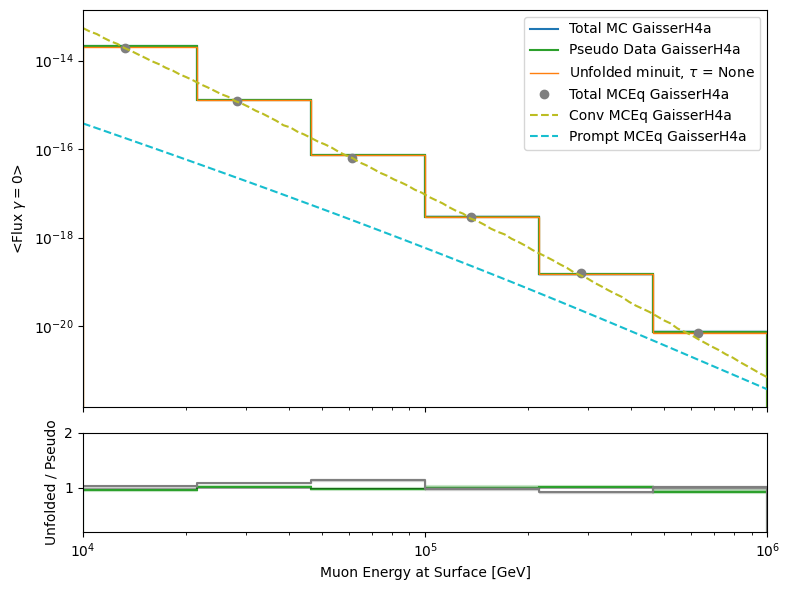 Total MC GaisserH4a
Pseudo Data GaisserH4a
Unfolded minuit, τ = None
Total MCEq GaisserH4a
Conv MCEq GaisserH4a
Prompt MCEq GaisserH4a
10⁻¹⁴
10⁻¹⁶
10⁻¹⁸
10⁻²⁰
<Flux γ = 0>
2
1
Unfolded / Pseudo
10⁴ 10⁵ 10⁶
Muon Energy at Surface [GeV]